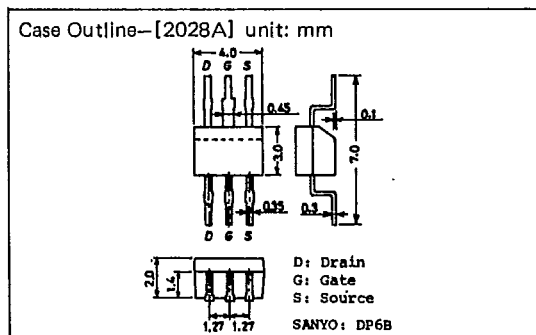 Case Outline—[2028A] unit: mm
4.0
D G S
0.45
0.1
3.0
7.0
0.35
0.3
D G S
2.0
1.4
1.27 1.27
D: Drain
G: Gate
S: Source
SANYO: DP6B